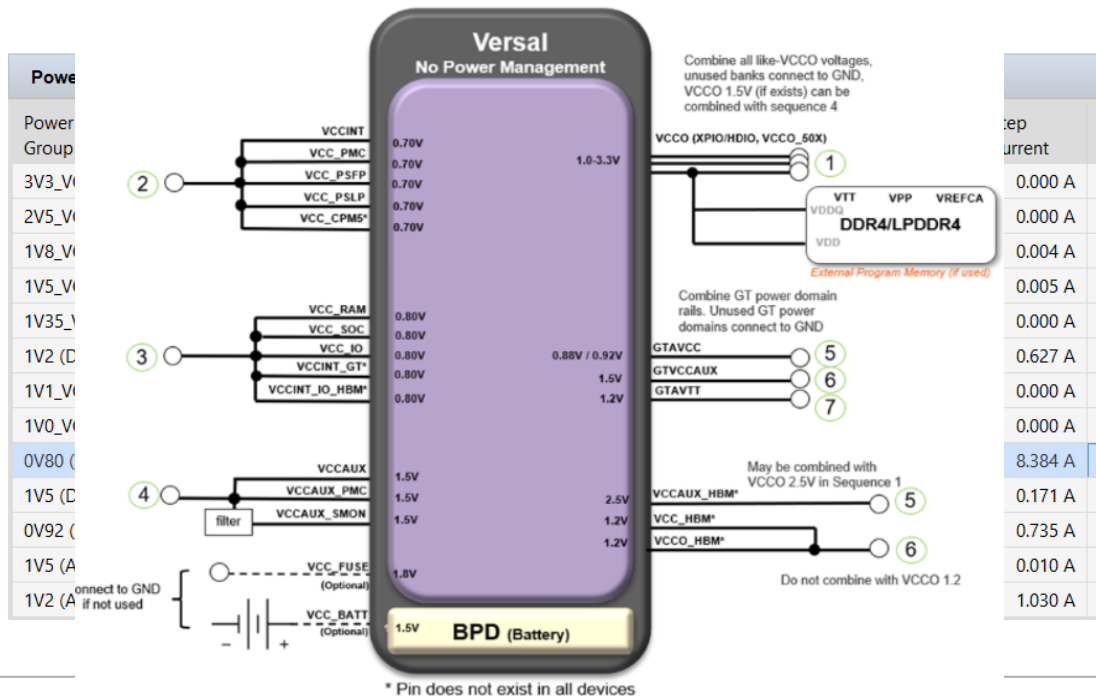 Versal
No Power Management
Powe
Power
Group
3V3_V
2V5_V
1V8_V
1V5_V
1V35_
1V2 (D
1V1_V
1V0_V
0V80 (
1V5 (D
0V92 (
1V5 (A
1V2 (A
VCCINT
VCC_PMC
VCC_PSFP
VCC_PSLP
VCC_CPM5*
0.70V
0.70V
0.70V
0.70V
0.70V
2
VCC_RAM
VCC_SOC
VCC_IO
VCCINT_GT*
VCCINT_IO_HBM*
0.80V
0.80V
0.80V
0.80V
0.80V
3
VCCAUX
VCCAUX_PMC
VCCAUX_SMON
1.5V
1.5V
1.5V
4
filter
VCC_FUSE
(Optional)
1.8V
onnect to GND
if not used
VCC_BATT
(Optional)
1.5V
- +
BPD (Battery)
Combine all like-VCCO voltages,
unused banks connect to GND,
VCCO 1.5V (if exists) can be
combined with sequence 4
VCCO (XPIO/HDIO, VCCO_50X)
1.0-3.3V
1
VTT VPP VREFCA
VDDQ
DDR4/LPDDR4
VDD
External Program Memory (if used)
Combine GT power domain
rails. Unused GT power
domains connect to GND
GTAVCC
GTVCCAUX
GTAVTT
0.88V / 0.92V
1.5V
1.2V
5
6
7
May be combined with
VCCO 2.5V in Sequence 1
VCCAUX_HBM*
VCC_HBM*
VCCO_HBM*
2.5V
1.2V
1.2V
5
6
Do not combine with VCCO 1.2
tep
urrent
0.000 A
0.000 A
0.004 A
0.005 A
0.000 A
0.627 A
0.000 A
0.000 A
8.384 A
0.171 A
0.735 A
0.010 A
1.030 A
* Pin does not exist in all devices